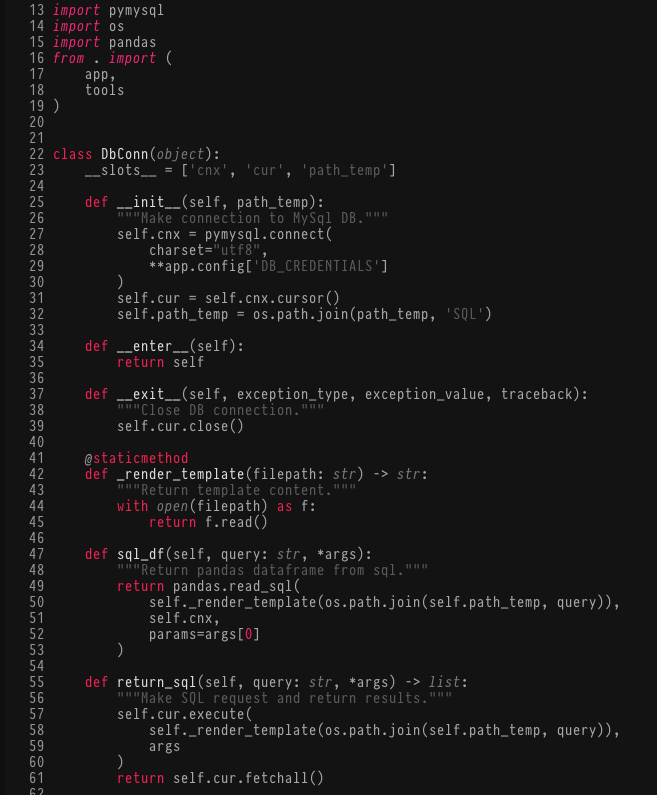 13 import pymysql
14 import os
15 import pandas
16 from . import (
17     app,
18     tools
19 )
20
21
22 class DbConn(object):
23     __slots__ = ['cnx', 'cur', 'path_temp']
24
25     def __init__(self, path_temp):
26         """Make connection to MySql DB."""
27         self.cnx = pymysql.connect(
28             charset="utf8",
29             **app.config['DB_CREDENTIALS']
30         )
31         self.cur = self.cnx.cursor()
32         self.path_temp = os.path.join(path_temp, 'SQL')
33
34     def __enter__(self):
35         return self
36
37     def __exit__(self, exception_type, exception_value, traceback):
38         """Close DB connection."""
39         self.cur.close()
40
41     @staticmethod
42     def _render_template(filepath: str) -> str:
43         """Return template content."""
44         with open(filepath) as f:
45             return f.read()
46
47     def sql_df(self, query: str, *args):
48         """Return pandas dataframe from sql."""
49         return pandas.read_sql(
50             self._render_template(os.path.join(self.path_temp, query)),
51             self.cnx,
52             params=args[0]
53         )
54
55     def return_sql(self, query: str, *args) -> list:
56         """Make SQL request and return results."""
57         self.cur.execute(
58             self._render_template(os.path.join(self.path_temp, query)),
59             args
60         )
61         return self.cur.fetchall()
62